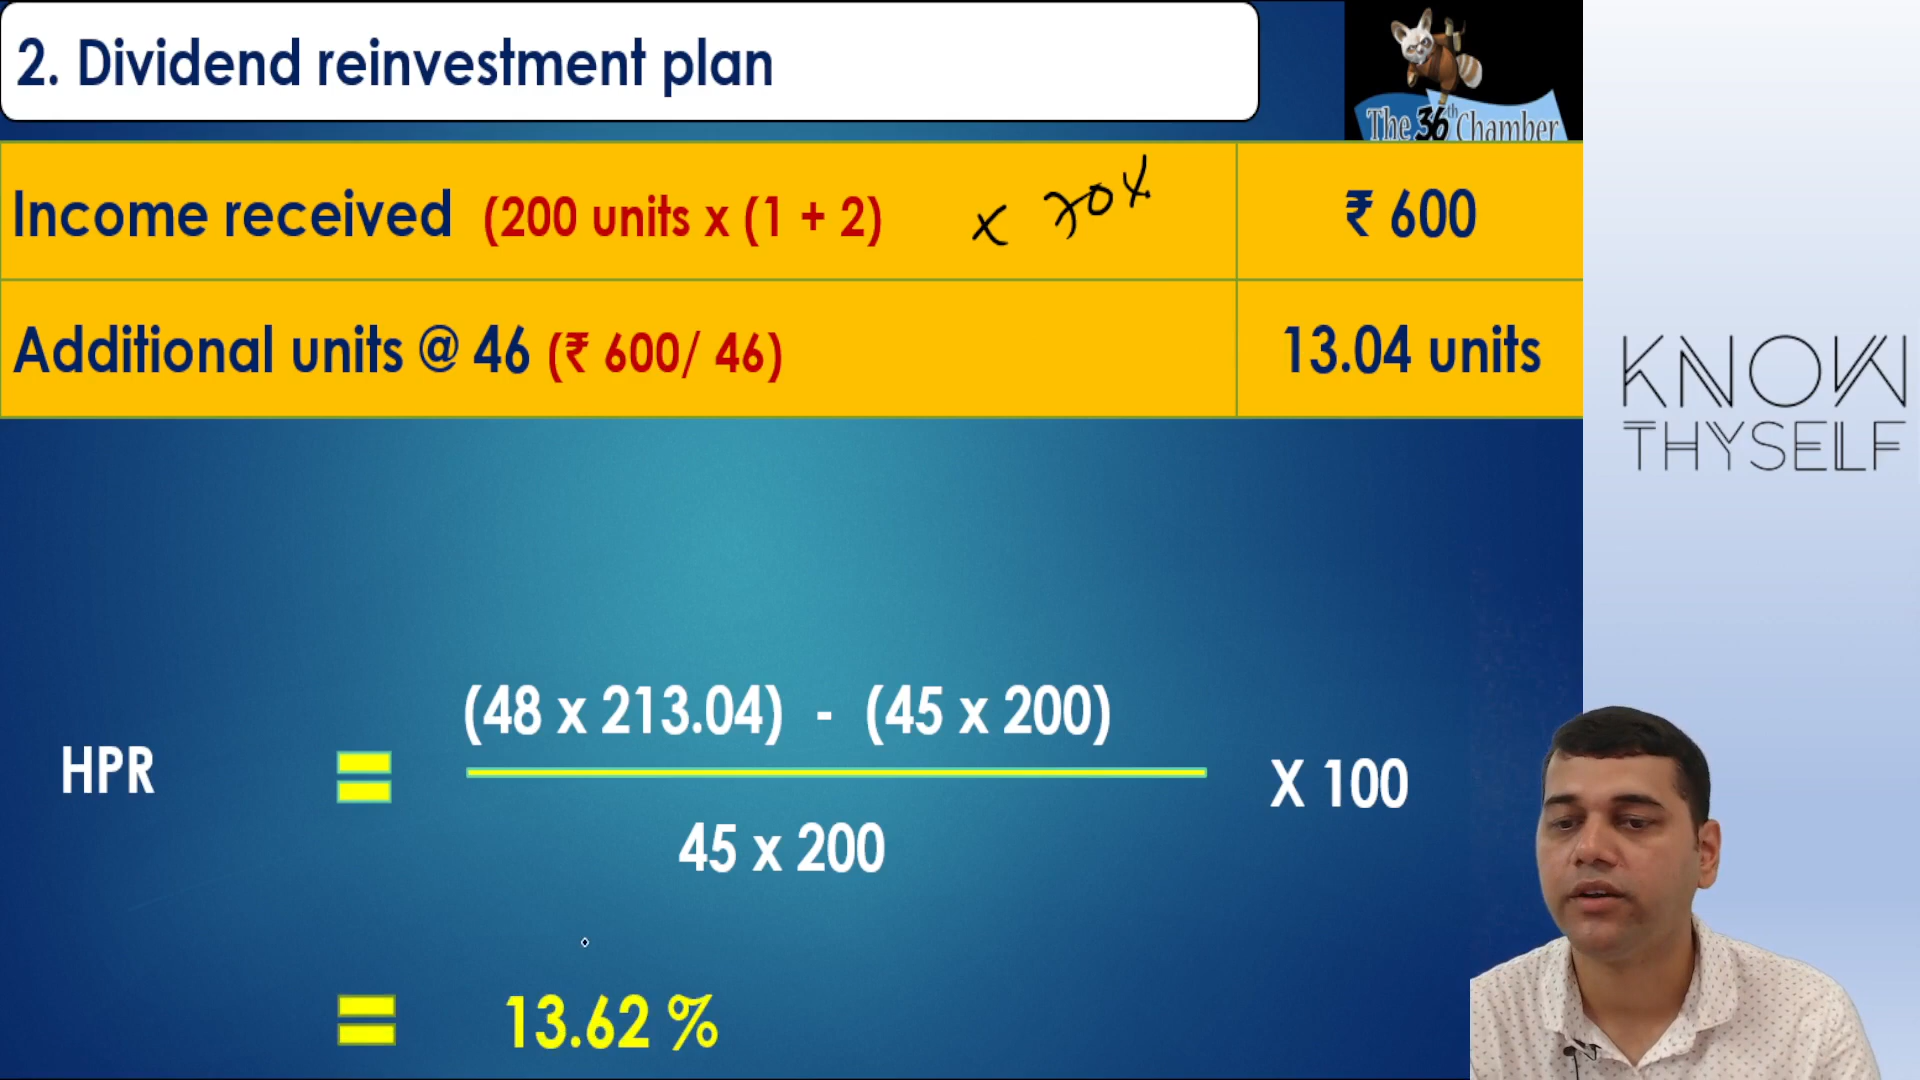 2. Dividend reinvestment plan
The 36th Chamber
Income received (200 units x (1 + 2) x ₹ 600
Additional units @ 46 (₹ 600/ 46) 13.04 units
KNOW
THYSELF
(48 x 213.04) - (45 x 200)
HPR = X 100
45 x 200
= 13.62 %